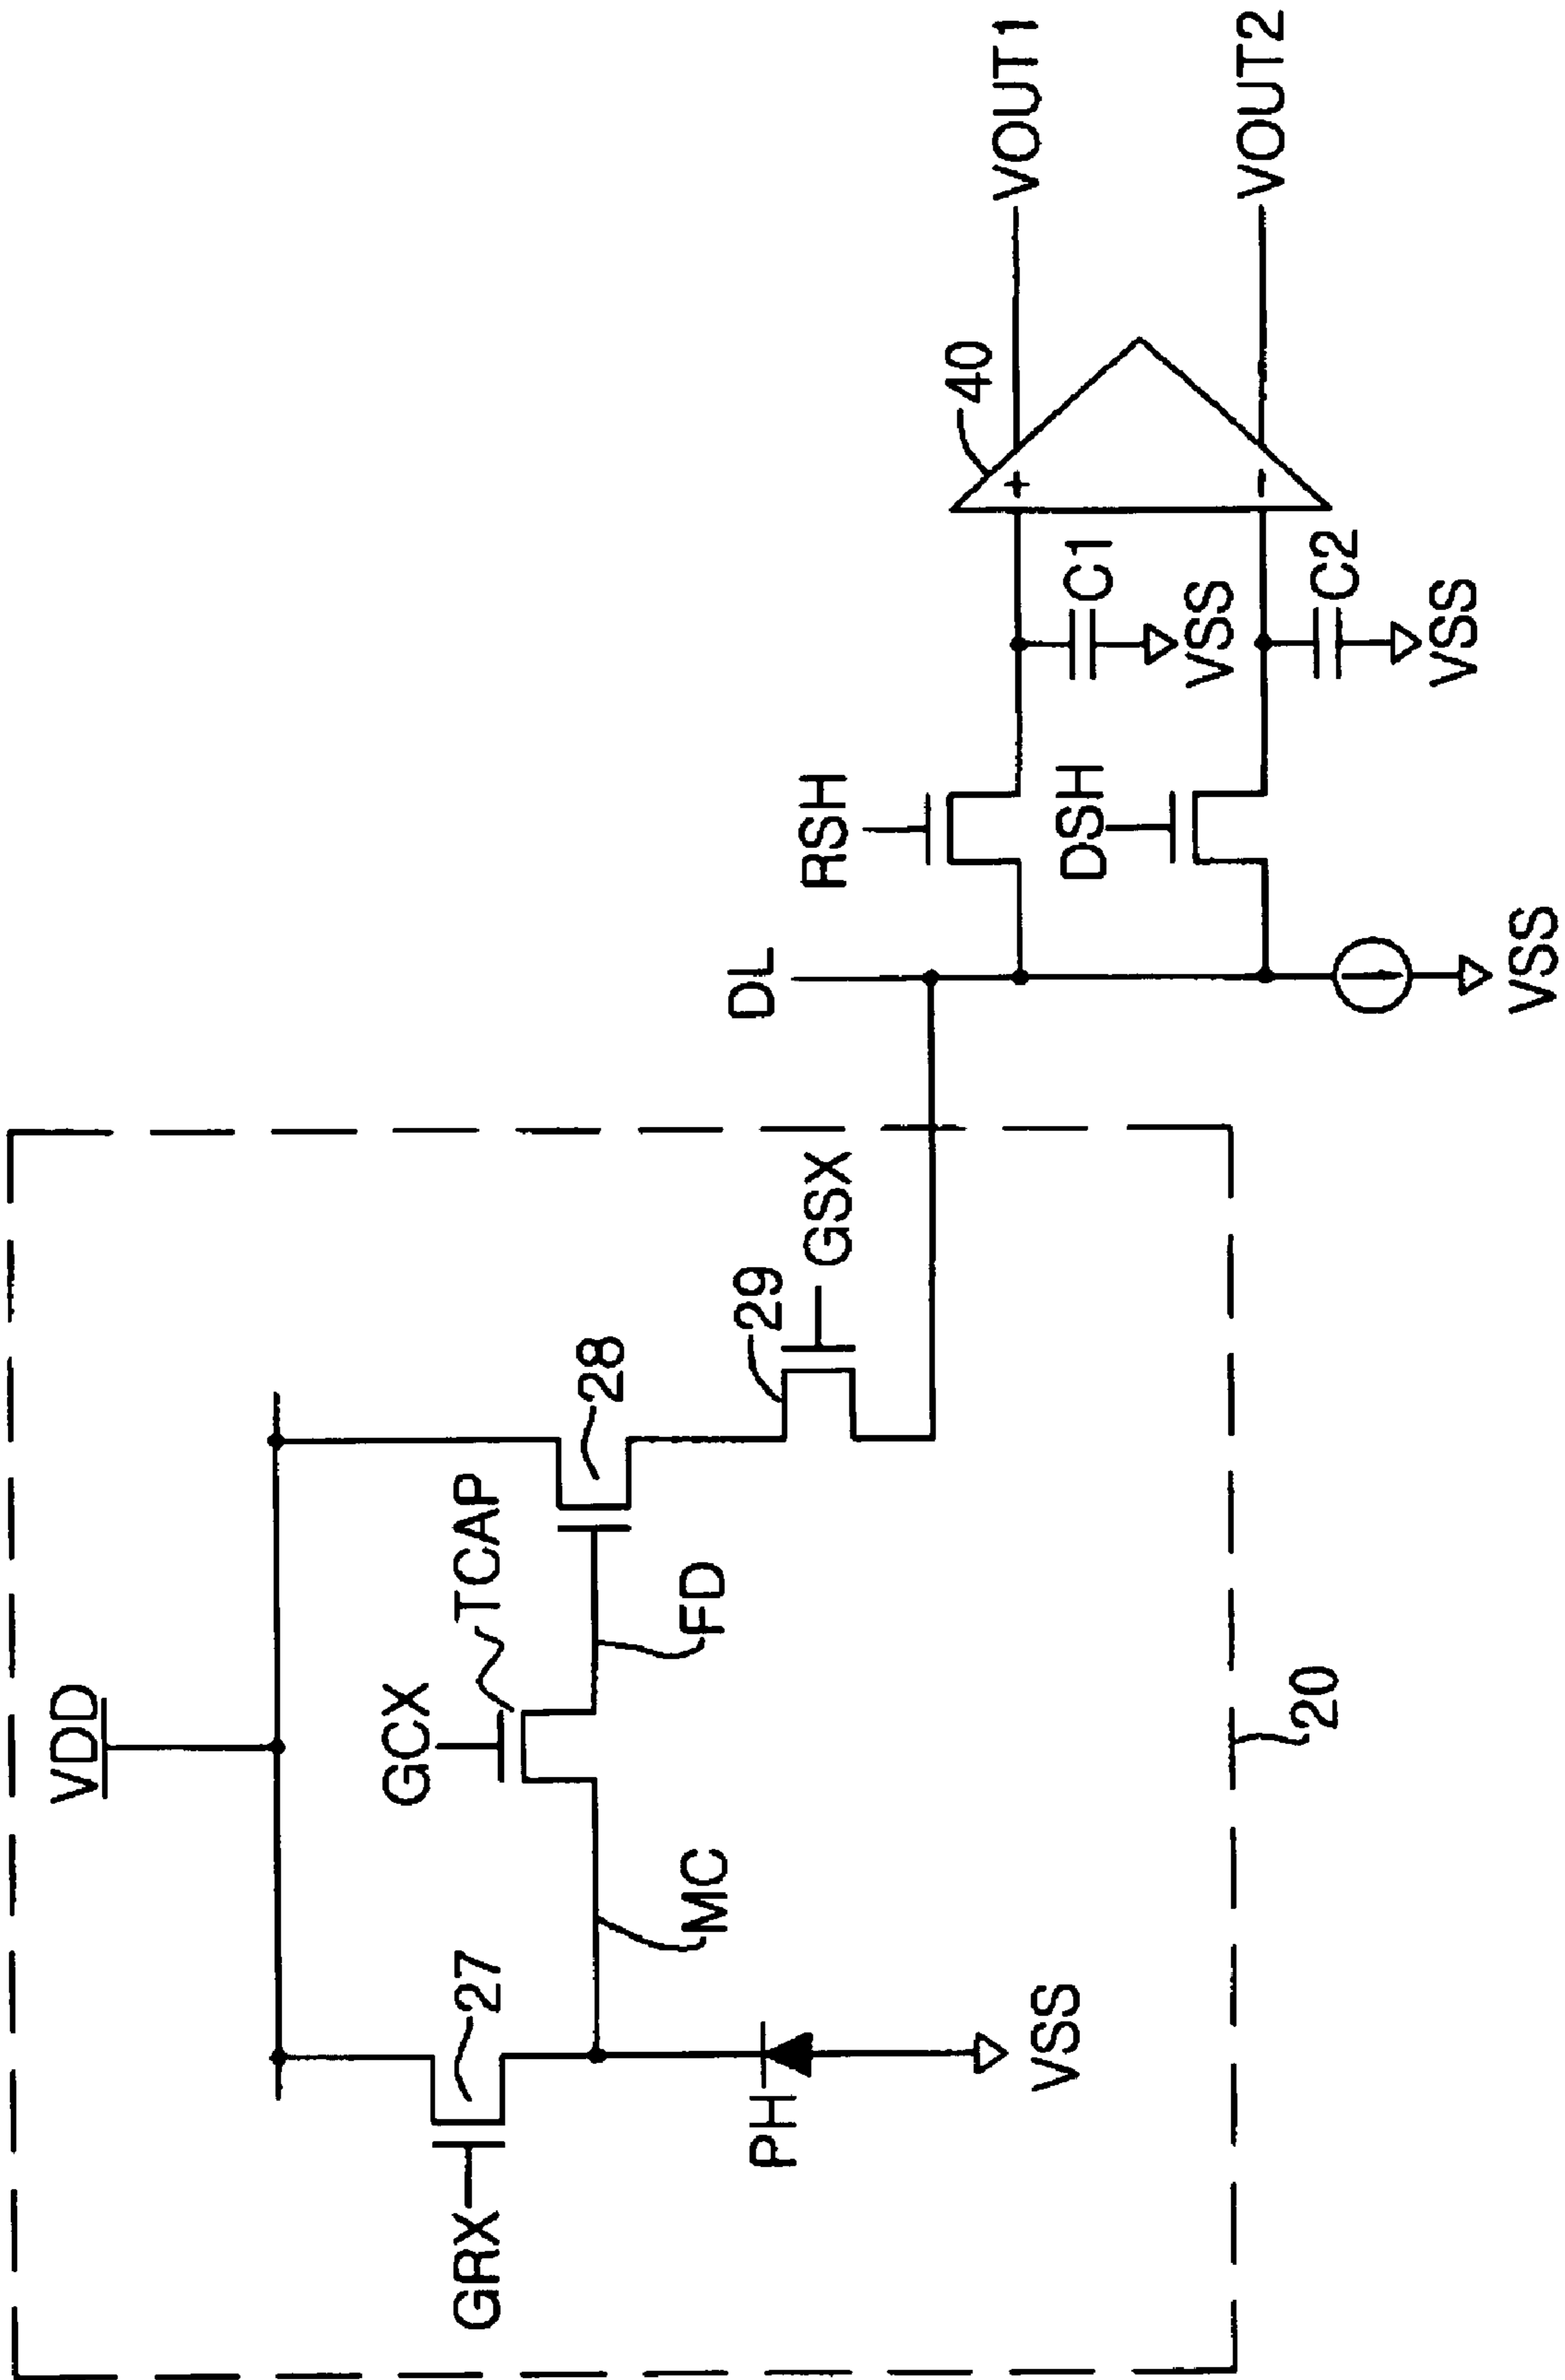 VDD
GRX
27
GCX
TCAP
28
29
GSX
MC
FD
PH
VSS
20
DL
RSH
DSH
VSS
C1
VSS
C2
VSS
40
+
-
VOUT1
VOUT2